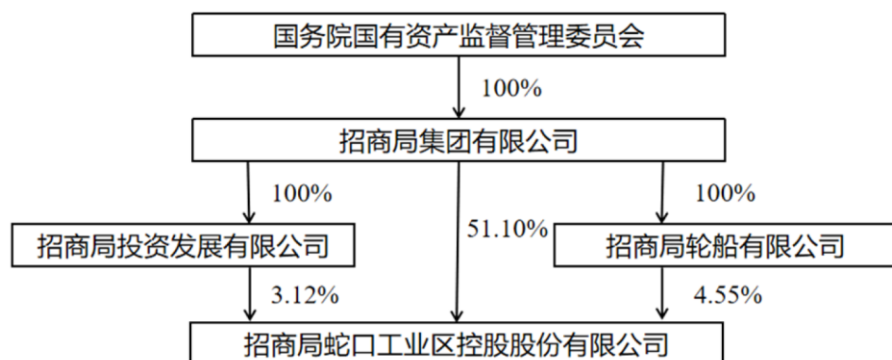 国务院国有资产监督管理委员会
100%
招商局集团有限公司
100%
100%
51.10%
招商局投资发展有限公司
招商局轮船有限公司
3.12%
4.55%
招商局蛇口工业区控股股份有限公司